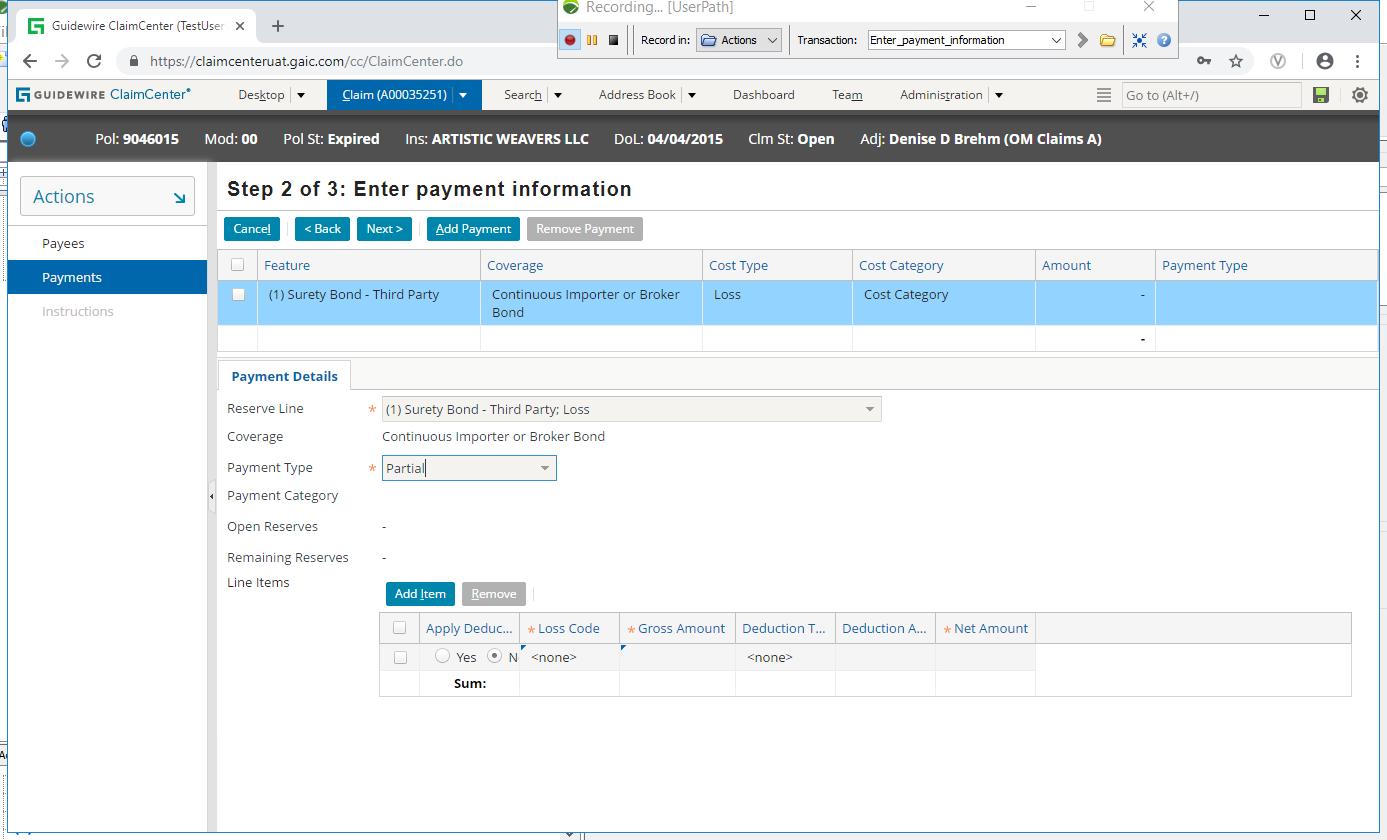 Recording... [UserPath]
Guidewire ClaimCenter (TestUser
Record in: Actions Transaction: Enter_payment_information
https://claimcenteruat.gaic.com/cc/ClaimCenter.do
GUIDEWIRE ClaimCenter® Desktop Claim (A00035251) Search Address Book Dashboard Team Administration Go to (Alt+/)
Pol: 9046015 Mod: 00 Pol St: Expired Ins: ARTISTIC WEAVERS LLC DoL: 04/04/2015 Clm St: Open Adj: Denise D Brehm (OM Claims A)
Actions
Payees
Payments
Instructions
Step 2 of 3: Enter payment information
Cancel < Back Next > Add Payment Remove Payment
Feature Coverage Cost Type Cost Category Amount Payment Type
(1) Surety Bond - Third Party Continuous Importer or Broker Loss Cost Category -
Bond
-
Payment Details
Reserve Line * (1) Surety Bond - Third Party; Loss
Coverage Continuous Importer or Broker Bond
Payment Type * Partial
Payment Category
Open Reserves -
Remaining Reserves -
Line Items
Add Item Remove
Apply Deduc... * Loss Code * Gross Amount Deduction T... Deduction A... * Net Amount
Yes N <none> <none>
Sum: